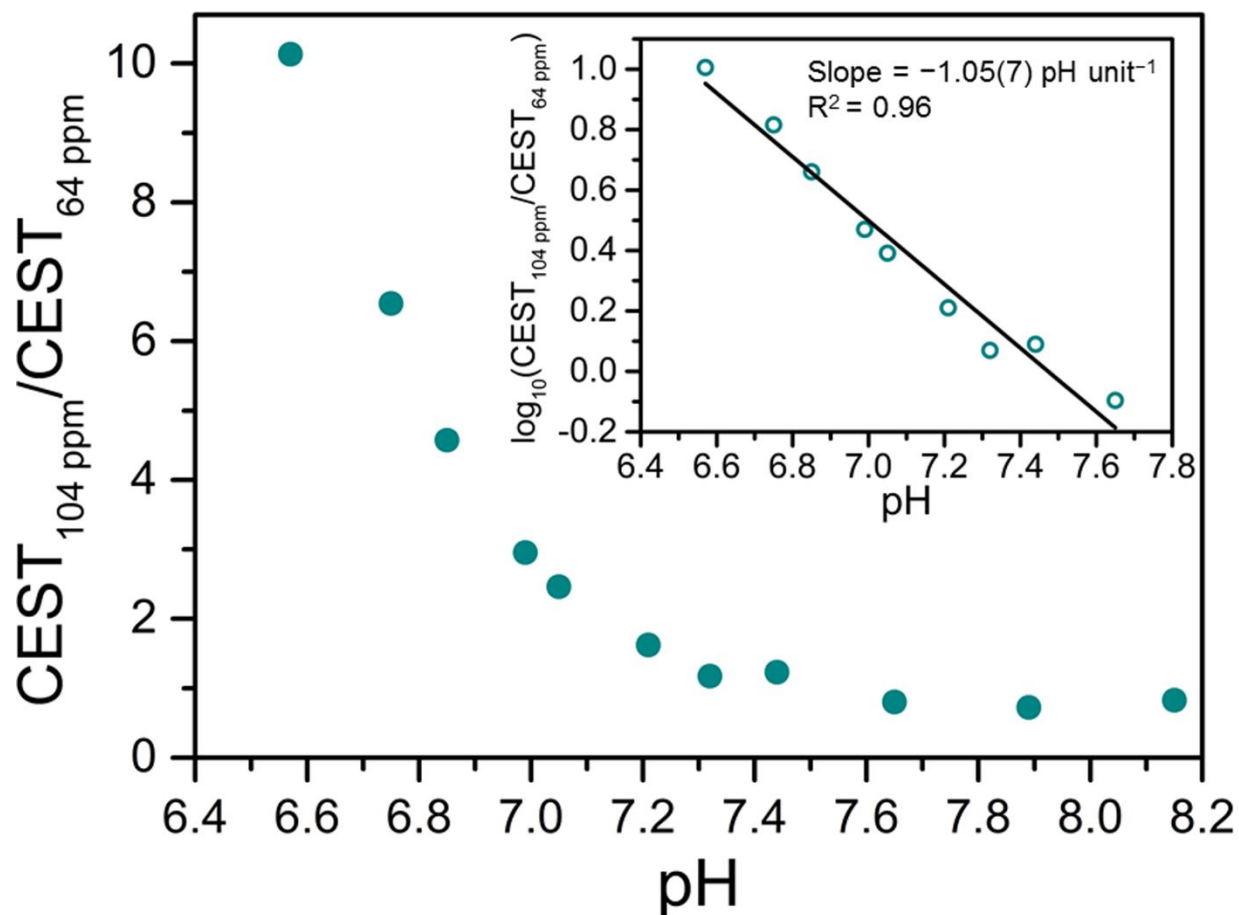 CEST104 ppm/CEST64 ppm
10
8
6
4
2
0
6.4 6.6 6.8 7.0 7.2 7.4 7.6 7.8 8.0 8.2
pH
log10(CEST104 ppm/CEST64 ppm)
1.0
0.8
0.6
0.4
0.2
0.0
-0.2
6.4 6.6 6.8 7.0 7.2 7.4 7.6 7.8
pH
Slope = −1.05(7) pH unit⁻¹
R² = 0.96